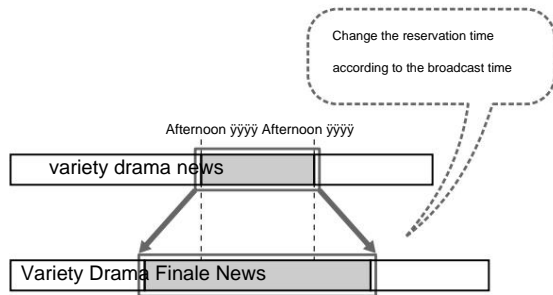 Change the reservation time
according to the broadcast time
Afternoon ÿÿÿÿ Afternoon ÿÿÿÿ
variety drama news
Variety Drama Finale News